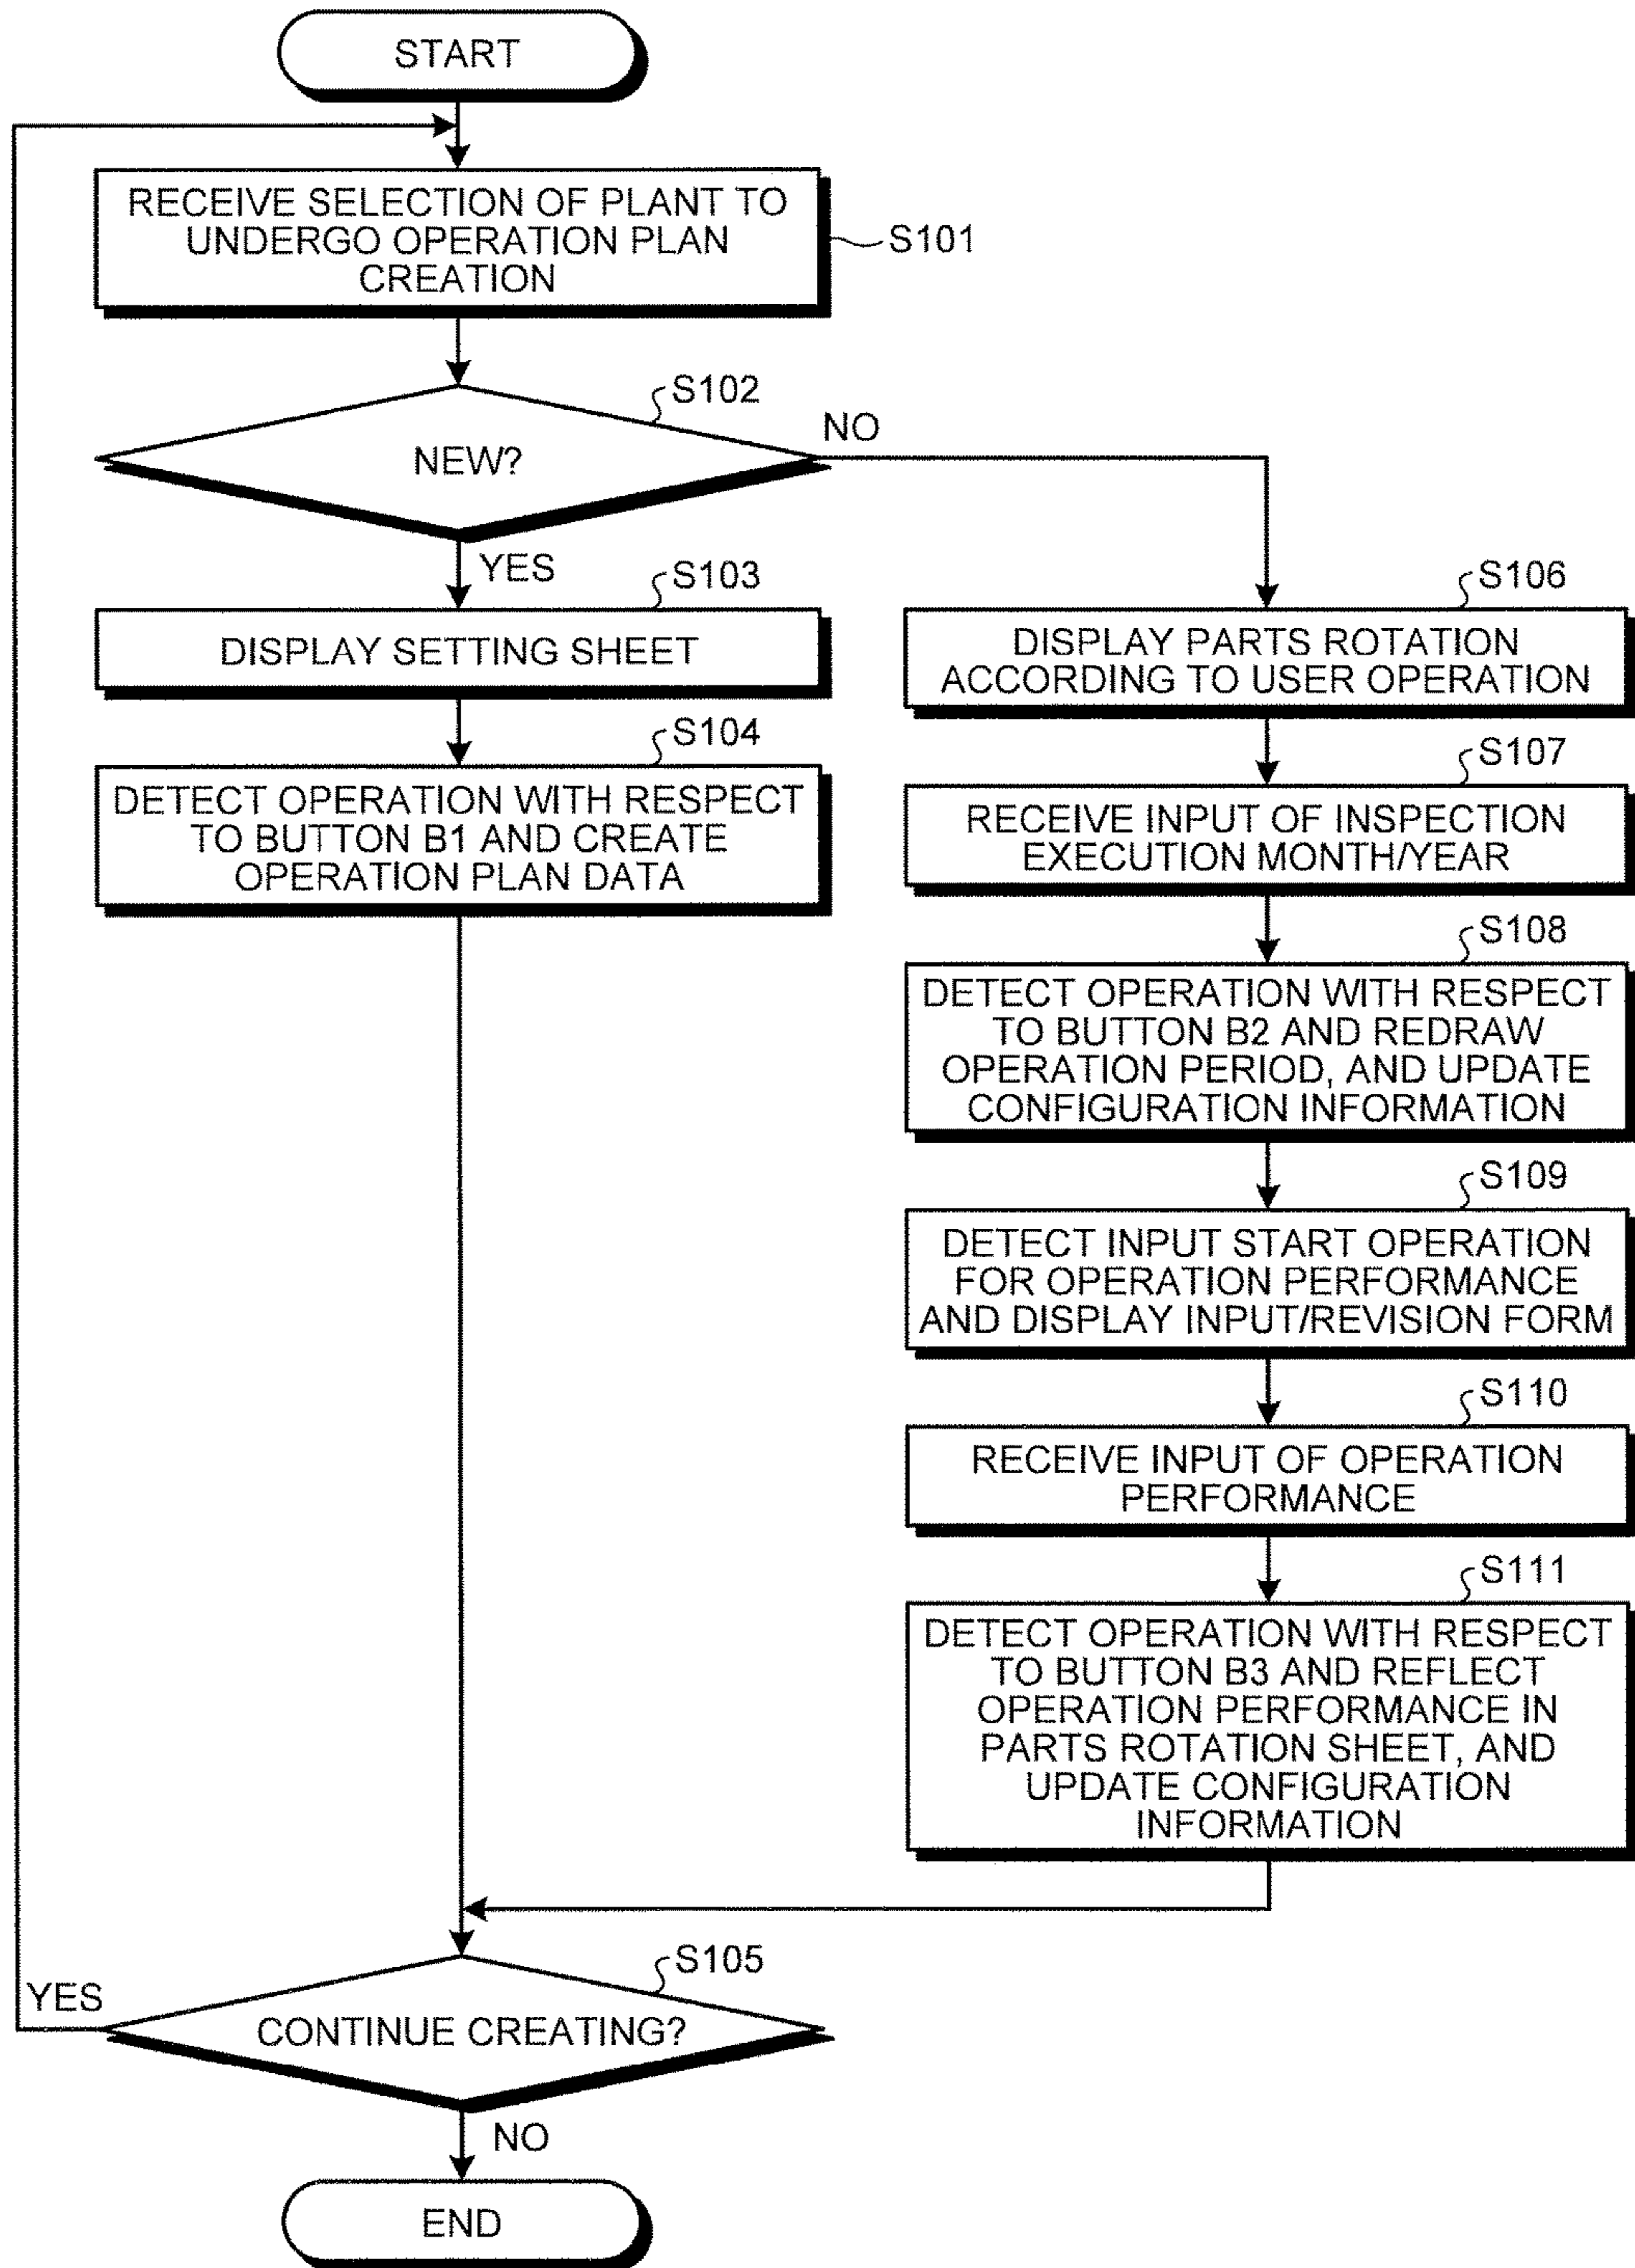 START
RECEIVE SELECTION OF PLANT TO
UNDERGO OPERATION PLAN
CREATION
S101
S102
NEW?
NO
YES
S103
DISPLAY SETTING SHEET
S104
DETECT OPERATION WITH RESPECT
TO BUTTON B1 AND CREATE
OPERATION PLAN DATA
S106
DISPLAY PARTS ROTATION
ACCORDING TO USER OPERATION
S107
RECEIVE INPUT OF INSPECTION
EXECUTION MONTH/YEAR
S108
DETECT OPERATION WITH RESPECT
TO BUTTON B2 AND REDRAW
OPERATION PERIOD, AND UPDATE
CONFIGURATION INFORMATION
S109
DETECT INPUT START OPERATION
FOR OPERATION PERFORMANCE
AND DISPLAY INPUT/REVISION FORM
S110
RECEIVE INPUT OF OPERATION
PERFORMANCE
S111
DETECT OPERATION WITH RESPECT
TO BUTTON B3 AND REFLECT
OPERATION PERFORMANCE IN
PARTS ROTATION SHEET, AND
UPDATE CONFIGURATION
INFORMATION
S105
YES
CONTINUE CREATING?
NO
END